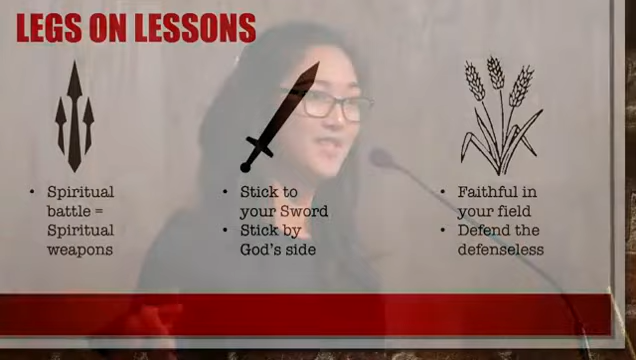 LEGS ON LESSONS
• Spiritual
battle =
Spiritual
weapons
• Stick to
your Sword
• Stick by
God's side
• Faithful in
your field
• Defend the
defenseless